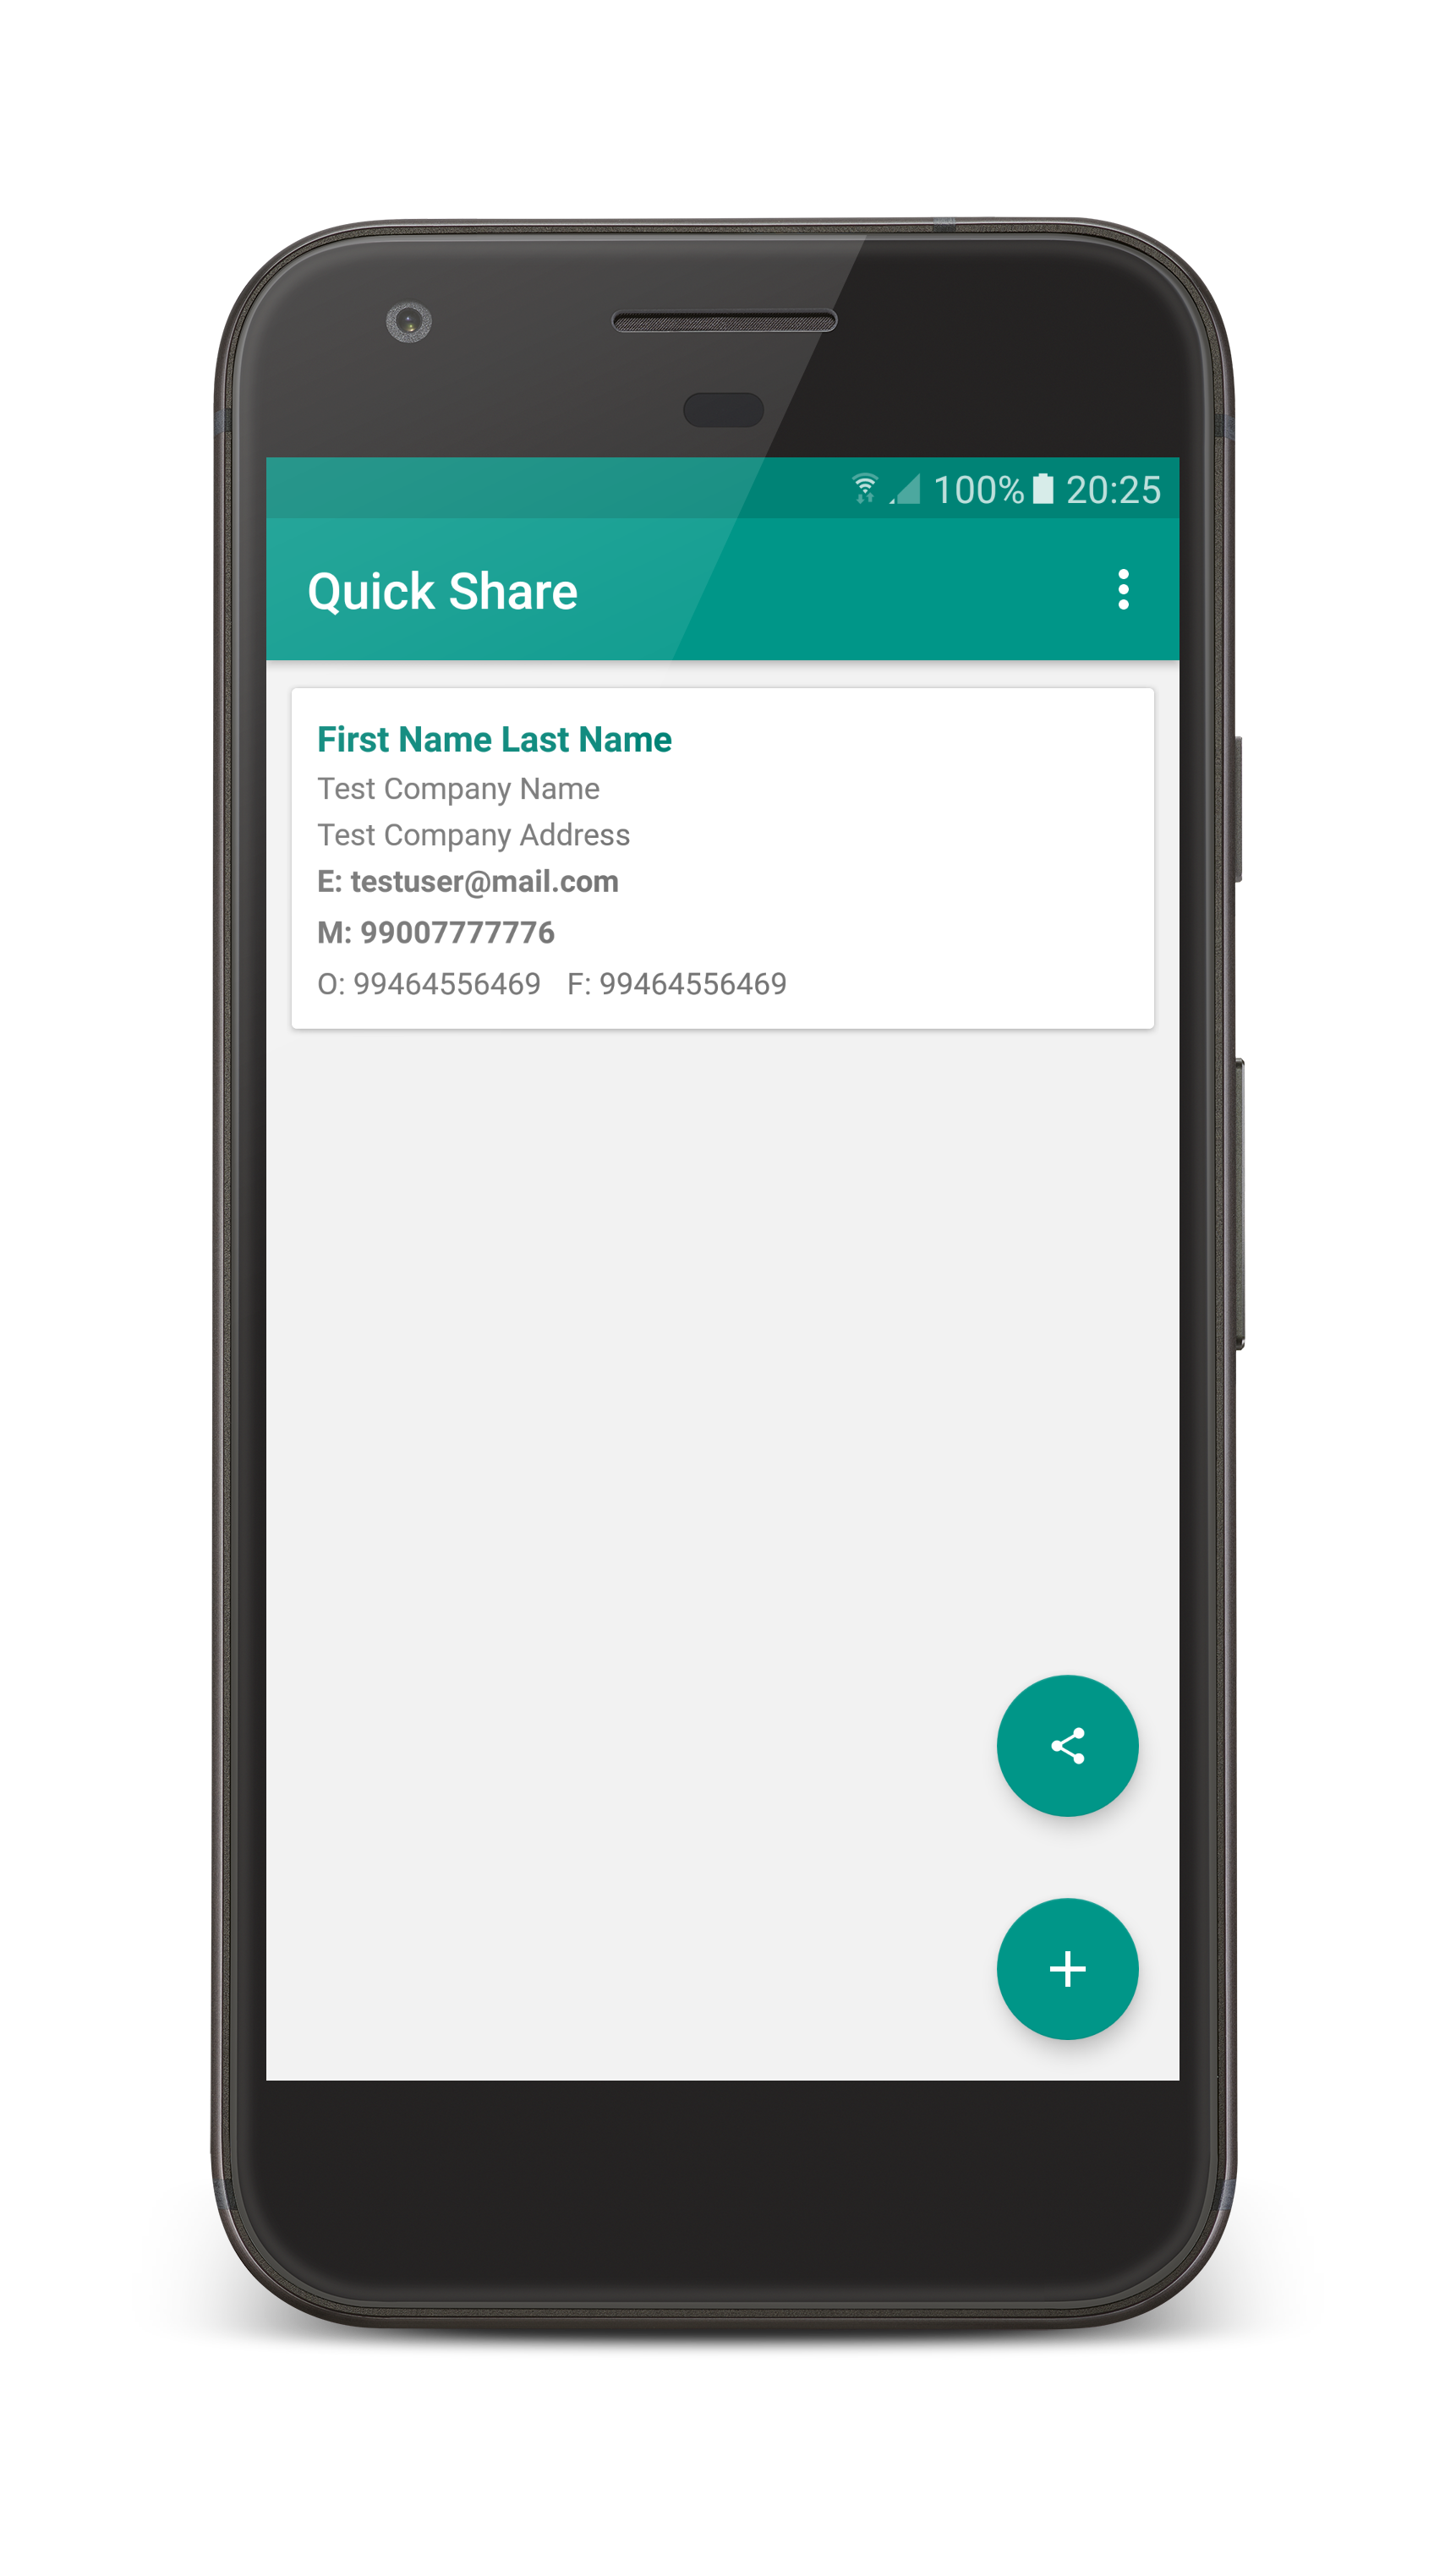 100% 20:25
Quick Share
First Name Last Name
Test Company Name
Test Company Address
E: testuser@mail.com
M: 99007777776
O: 99464556469 F: 99464556469